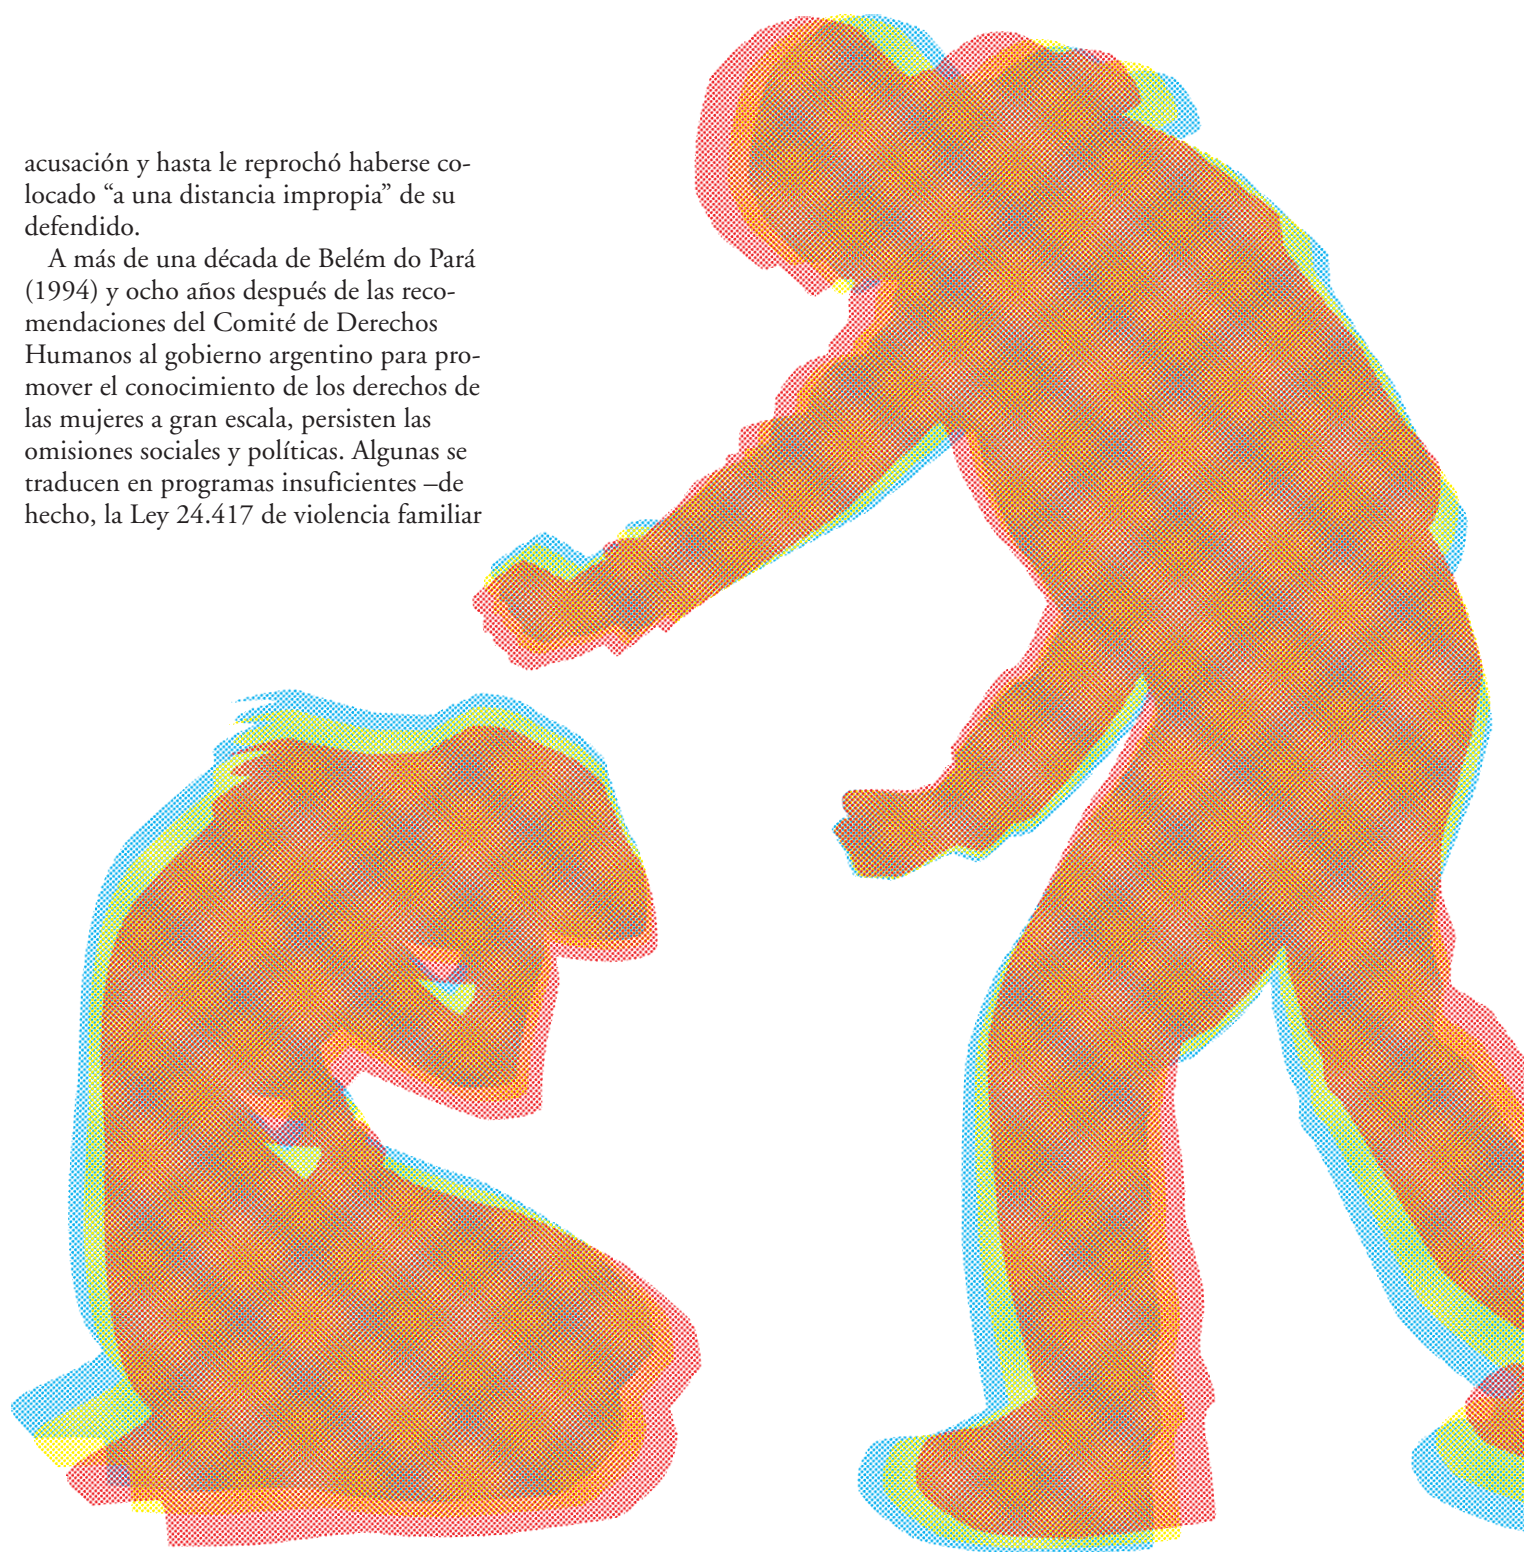 acusación y hasta le reprochó haberse co-
locado “a una distancia impropia” de su
defendido.
A más de una década de Belém do Pará
(1994) y ocho años después de las reco-
mendaciones del Comité de Derechos
Humanos al gobierno argentino para pro-
mover el conocimiento de los derechos de
las mujeres a gran escala, persisten las
omisiones sociales y políticas. Algunas se
traducen en programas insuficientes –de
hecho, la Ley 24.417 de violencia familiar